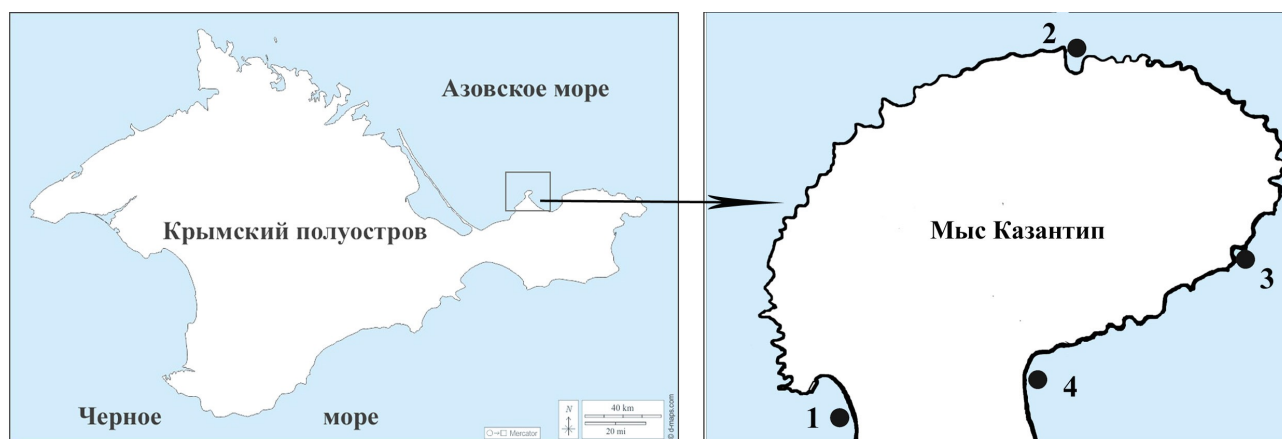 Азовское море
Крымский полуостров
Черное море
N
40 km
20 mi
Mercator
© d-maps.com
2
Мыс Казантип
3
4
1